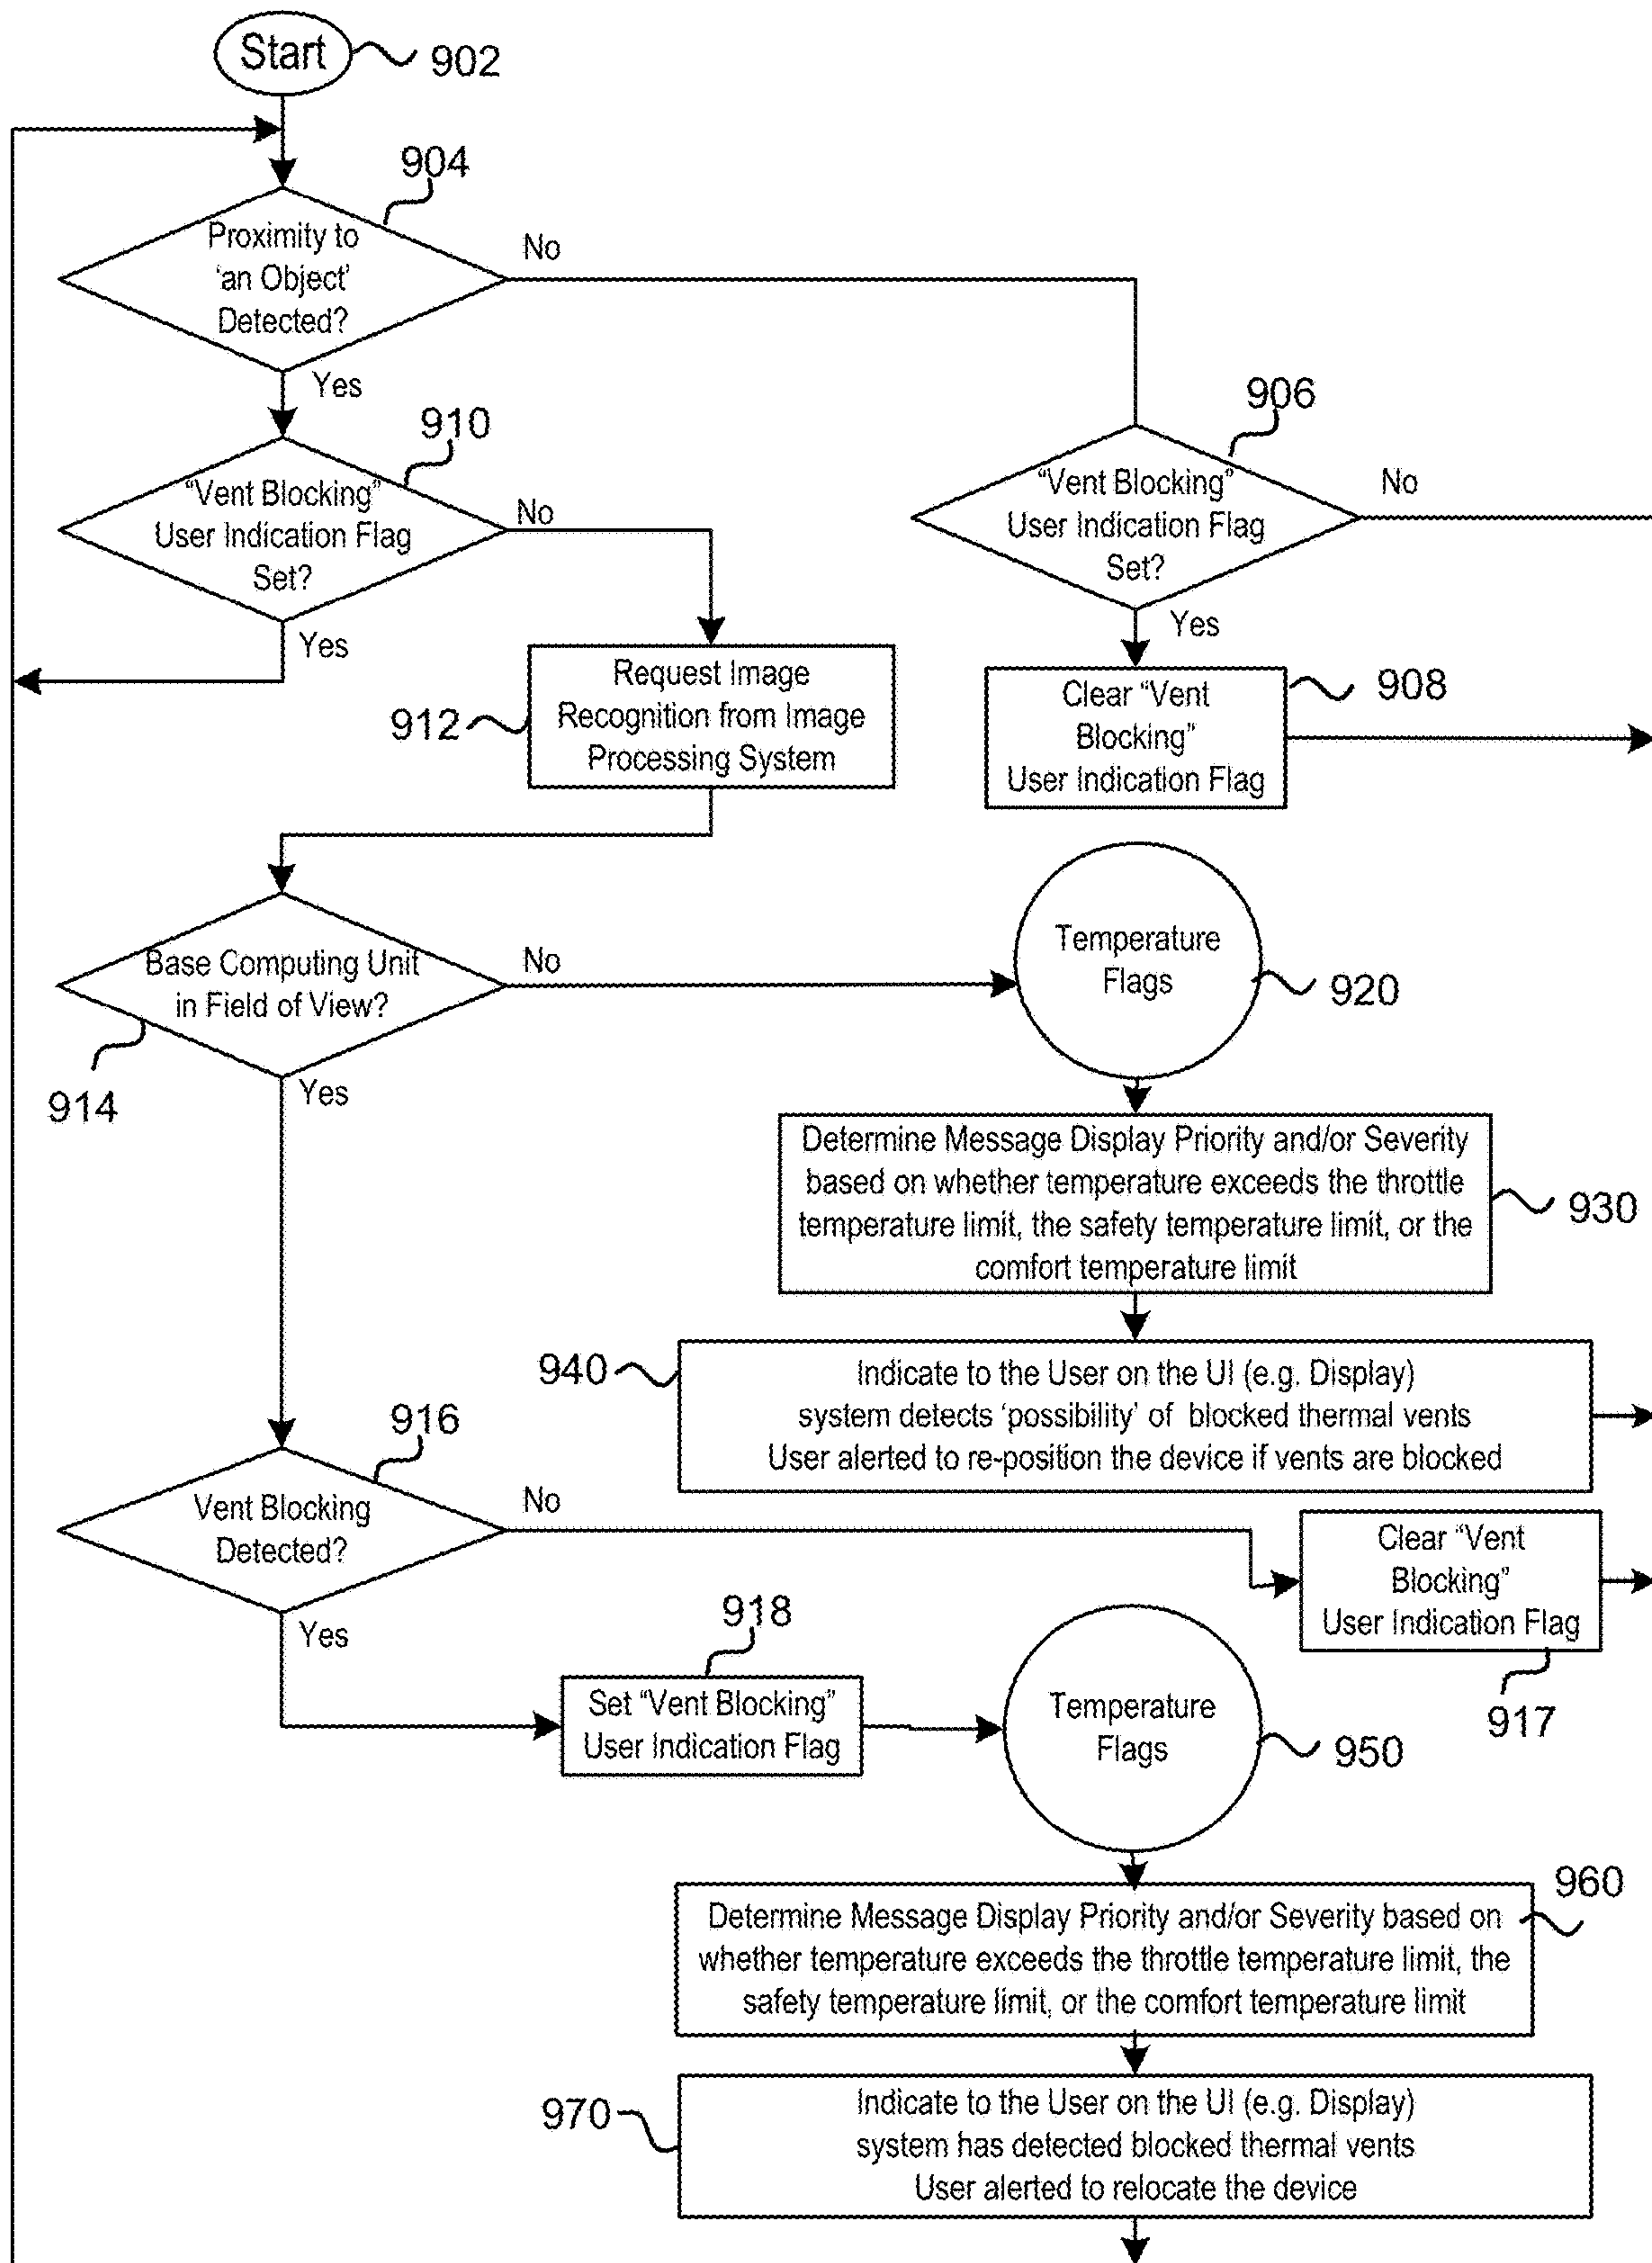 Start
902
904
Proximity to
‘an Object’
Detected?
No
Yes
906
910
“Vent Blocking”
User Indication Flag
Set?
No
Yes
“Vent Blocking”
User Indication Flag
Set?
No
Yes
912
Request Image
Recognition from Image
Processing System
Clear “Vent
Blocking”
User Indication Flag
908
Base Computing Unit
in Field of View?
No
Yes
914
Temperature
Flags
920
Determine Message Display Priority and/or Severity
based on whether temperature exceeds the throttle
temperature limit, the safety temperature limit, or the
comfort temperature limit
930
940
Indicate to the User on the UI (e.g. Display)
system detects ‘possibility’ of blocked thermal vents
User alerted to re-position the device if vents are blocked
916
Vent Blocking
Detected?
No
Yes
Clear “Vent
Blocking”
User Indication Flag
917
918
Set “Vent Blocking”
User Indication Flag
Temperature
Flags
950
960
Determine Message Display Priority and/or Severity based on
whether temperature exceeds the throttle temperature limit, the
safety temperature limit, or the comfort temperature limit
970
Indicate to the User on the UI (e.g. Display)
system has detected blocked thermal vents
User alerted to relocate the device